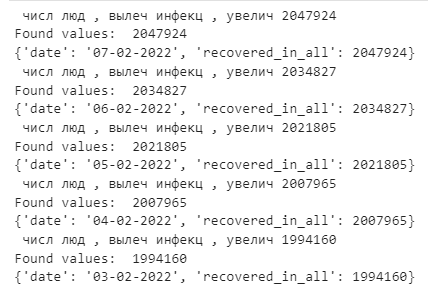 числ люд , вылеч инфекц , увелич 2047924
Found values:  2047924
{'date': '07-02-2022', 'recovered_in_all': 2047924}
числ люд , вылеч инфекц , увелич 2034827
Found values:  2034827
{'date': '06-02-2022', 'recovered_in_all': 2034827}
числ люд , вылеч инфекц , увелич 2021805
Found values:  2021805
{'date': '05-02-2022', 'recovered_in_all': 2021805}
числ люд , вылеч инфекц , увелич 2007965
Found values:  2007965
{'date': '04-02-2022', 'recovered_in_all': 2007965}
числ люд , вылеч инфекц , увелич 1994160
Found values:  1994160
{'date': '03-02-2022', 'recovered_in_all': 1994160}